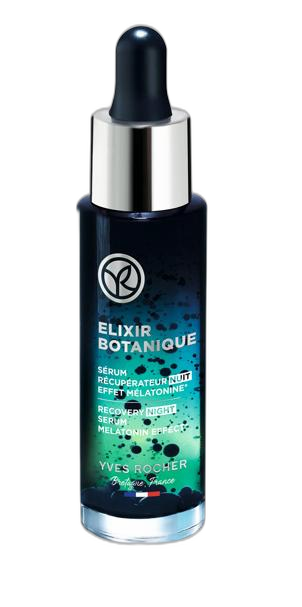 ELIXIR
BOTANIQUE
SÉRUM
RÉCUPÉRATEUR NUIT
EFFET MÉLATONINE*
RECOVERY NIGHT
SERUM
MELATONIN EFFECT*
YVES ROCHER
Bretagne, France